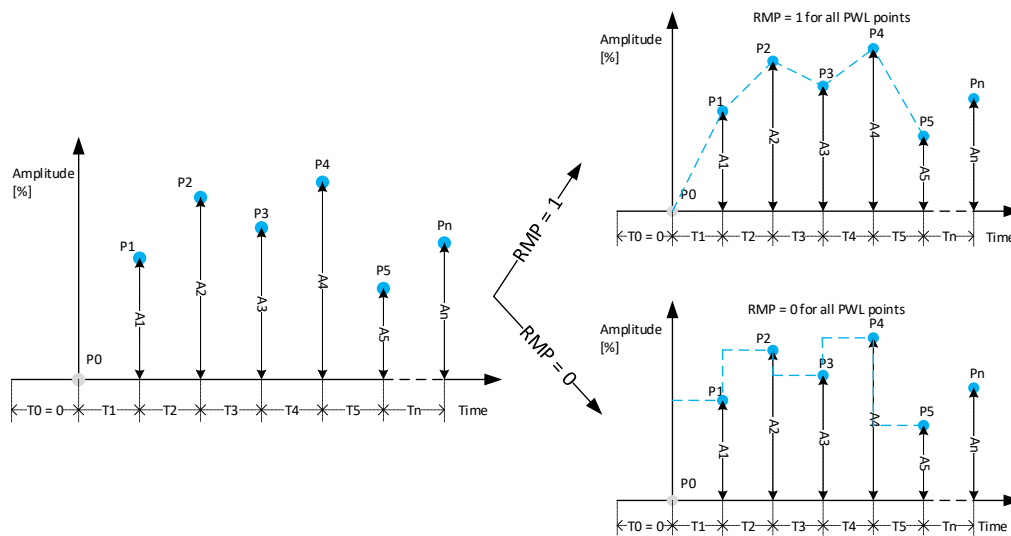 Amplitude
[%]
P0
P1
P2
P3
P4
P5
Pn
A1
A2
A3
A4
A5
An
T0 = 0
T1
T2
T3
T4
T5
Tn
Time
RMP = 1
RMP = 0
RMP = 1 for all PWL points
Amplitude
[%]
P0
P1
P2
P3
P4
P5
Pn
A1
A2
A3
A4
A5
An
T0 = 0
T1
T2
T3
T4
T5
Tn
Time
RMP = 0 for all PWL points
Amplitude
[%]
P0
P1
P2
P3
P4
P5
Pn
A1
A2
A3
A4
A5
An
T0 = 0
T1
T2
T3
T4
T5
Tn
Time